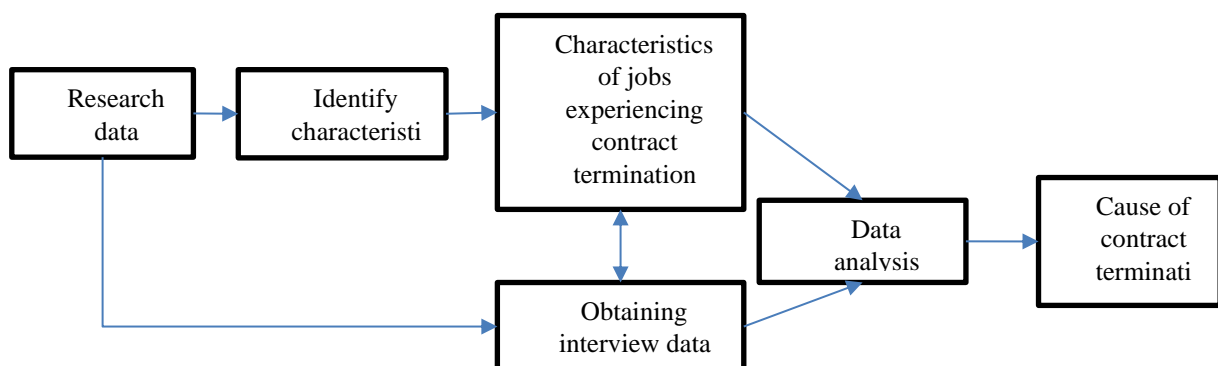 Research
data
Identify
characteristi
Characteristics
of jobs
experiencing
contract
termination
Obtaining
interview data
Data
analysis
Cause of
contract
terminati